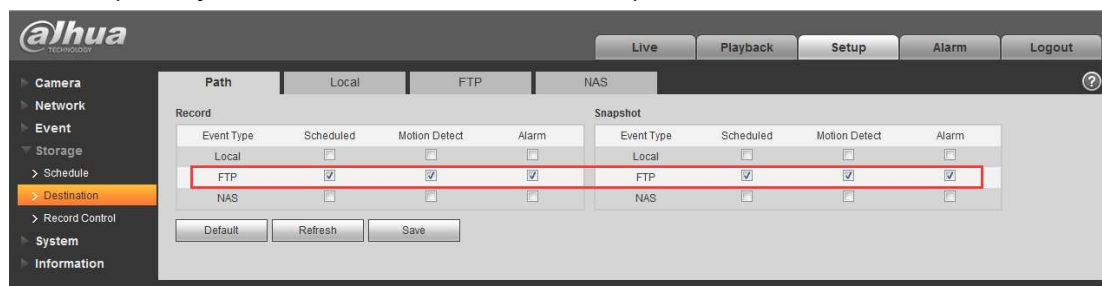 alhua
TECHNOLOGY
Live Playback Setup Alarm Logout
Camera
Network
Event
Storage
Schedule
Destination
Record Control
System
Information
Path Local FTP NAS
?
Record
Event Type Scheduled Motion Detect Alarm
Local
FTP
NAS
Snapshot
Event Type Scheduled Motion Detect Alarm
Local
FTP
NAS
Default Refresh Save